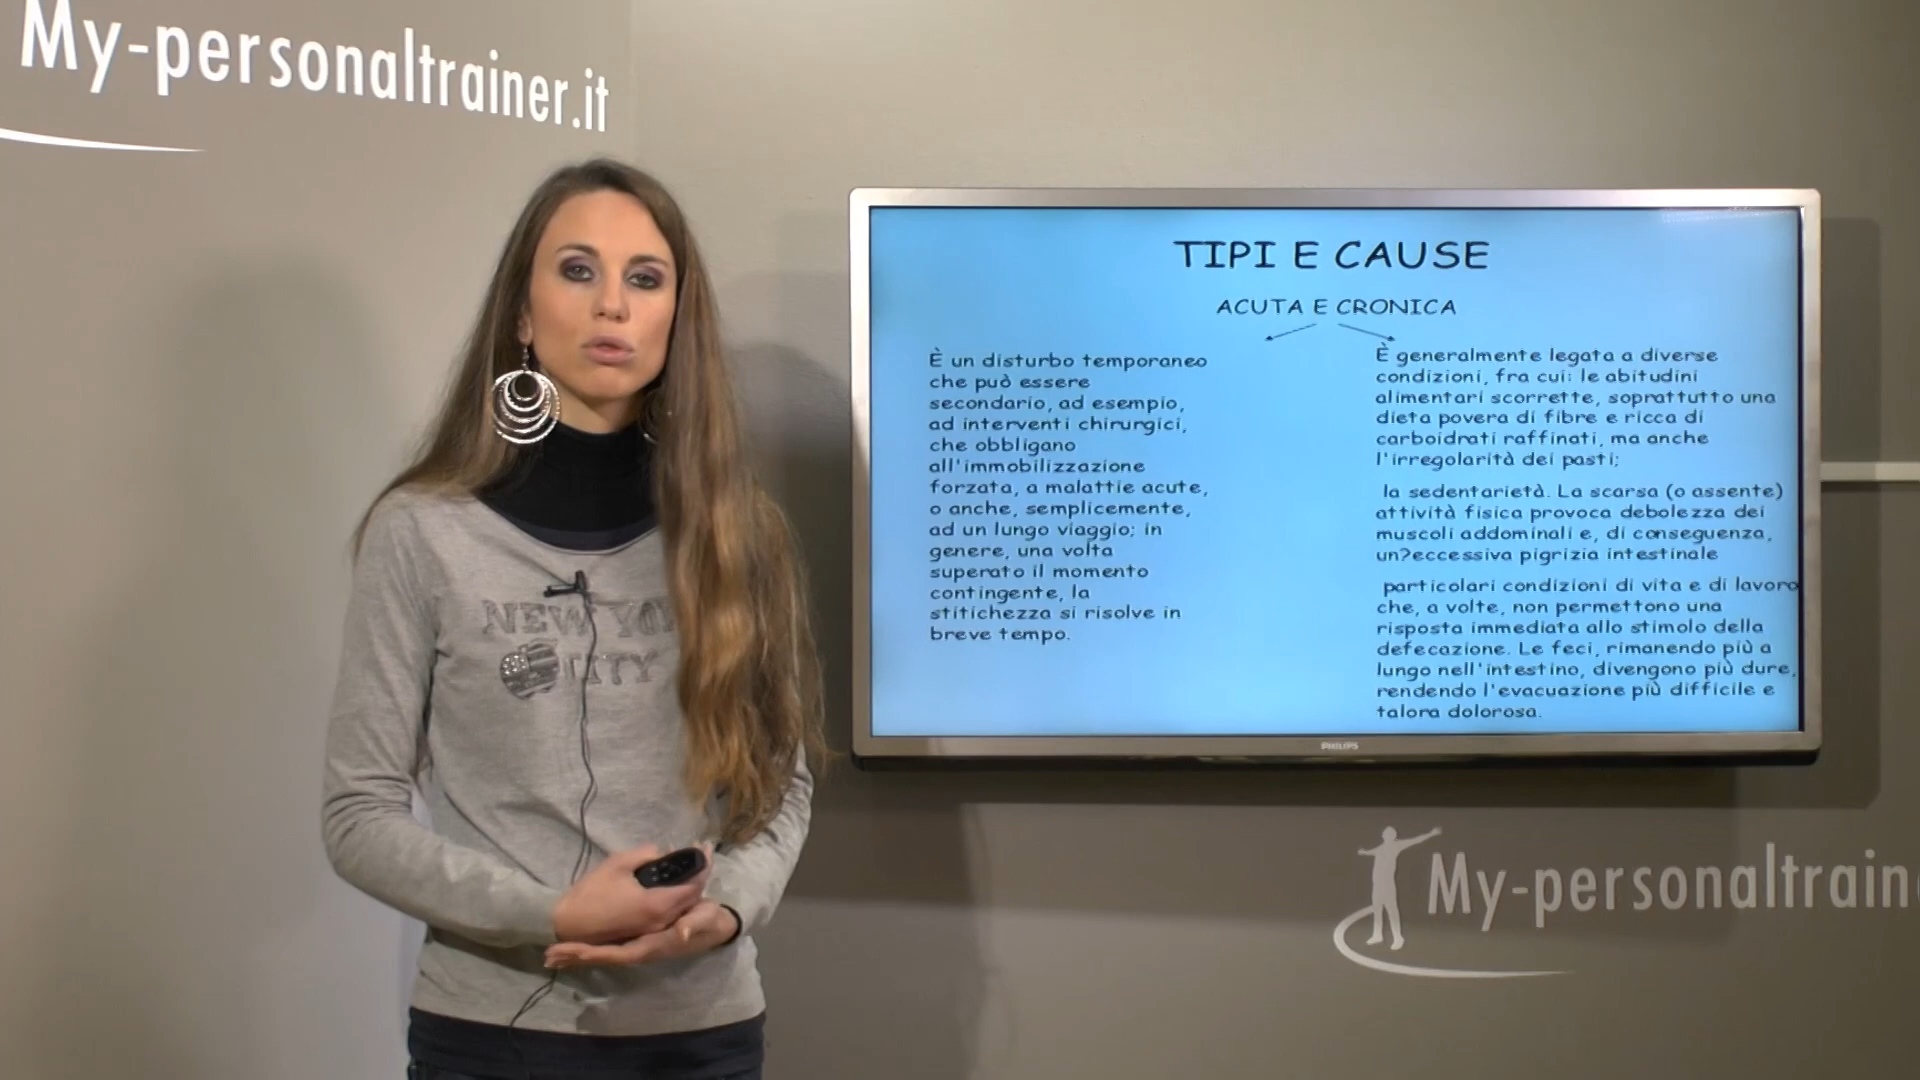 My-personaltrainer.it
TIPI E CAUSE
ACUTA E CRONICA
È un disturbo temporaneo
che può essere
secondario, ad esempio,
ad interventi chirurgici,
che obbligano
all'immobilizzazione
forzata, a malattie acute,
o anche, semplicemente,
ad un lungo viaggio; in
genere, una volta
superato il momento
contingente, la
stitichezza si risolve in
breve tempo.
È generalmente legata a diverse
condizioni, fra cui: le abitudini
alimentari scorrette, soprattutto una
dieta povera di fibre e ricca di
carboidrati raffinati, ma anche
l'irregolarità dei pasti;
la sedentarietà. La scarsa (o assente)
attività fisica provoca debolezza dei
muscoli addominali e, di conseguenza,
un?eccessiva pigrizia intestinale
particolari condizioni di vita e di lavoro
che, a volte, non permettono una
risposta immediata allo stimolo della
defecazione. Le feci, rimanendo più a
lungo nell'intestino, divengono più dure,
rendendo l'evacuazione più difficile e
talora dolorosa.
PHILIPS
NEW YO
CITY
My-personaltrain